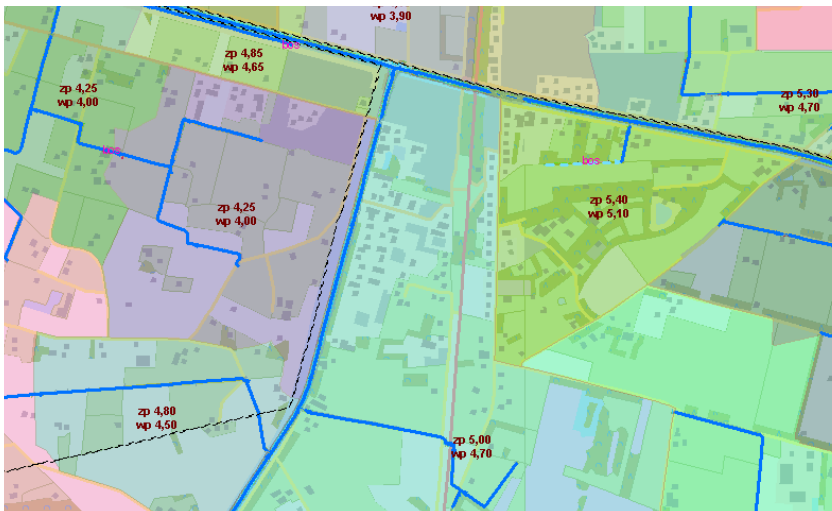 wp 3,90
zp 4,85
wp 4,65
bos
zp 4,25
wp 4,00
zp 5,30
wp 4,70
bos
bos
zp 5,40
wp 5,10
zp 4,25
wp 4,00
zp 4,80
wp 4,50
zp 5,00
wp 4,70